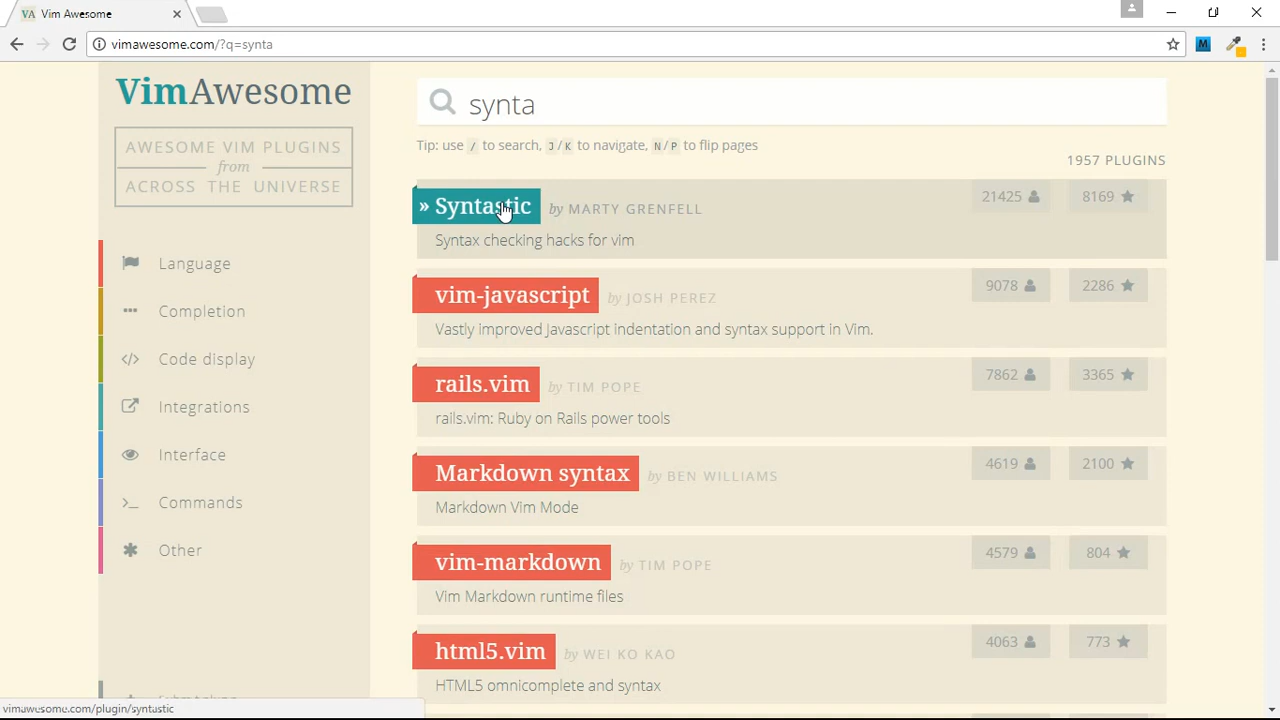 Vim Awesome
vimawesome.com/?q=synta
VimAwesome
AWESOME VIM PLUGINS
from
ACROSS THE UNIVERSE
Language
Completion
Code display
Integrations
Interface
Commands
Other
synta
Tip: use / to search, J/K to navigate, N/P to flip pages
1957 PLUGINS
» Syntastic by MARTY GRENFELL 21425 8169
Syntax checking hacks for vim
vim-javascript by JOSH PEREZ 9078 2286
Vastly improved Javascript indentation and syntax support in Vim.
rails.vim by TIM POPE 7862 3365
rails.vim: Ruby on Rails power tools
Markdown syntax by BEN WILLIAMS 4619 2100
Markdown Vim Mode
vim-markdown by TIM POPE 4579 804
Vim Markdown runtime files
html5.vim by WEI KO KAO 4063 773
HTML5 omnicomplete and syntax
vimawesome.com/plugin/syntastic